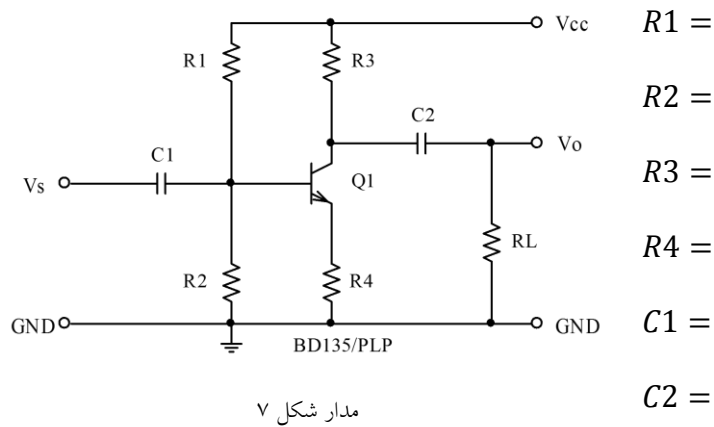 Vcc
R1 =
R1
R3
R2 =
C2
Vo
C1
R3 =
Vs
Q1
RL
R4 =
R2
R4
GND
GND
C1 =
BD135/PLP
C2 =
مدار شکل ۷